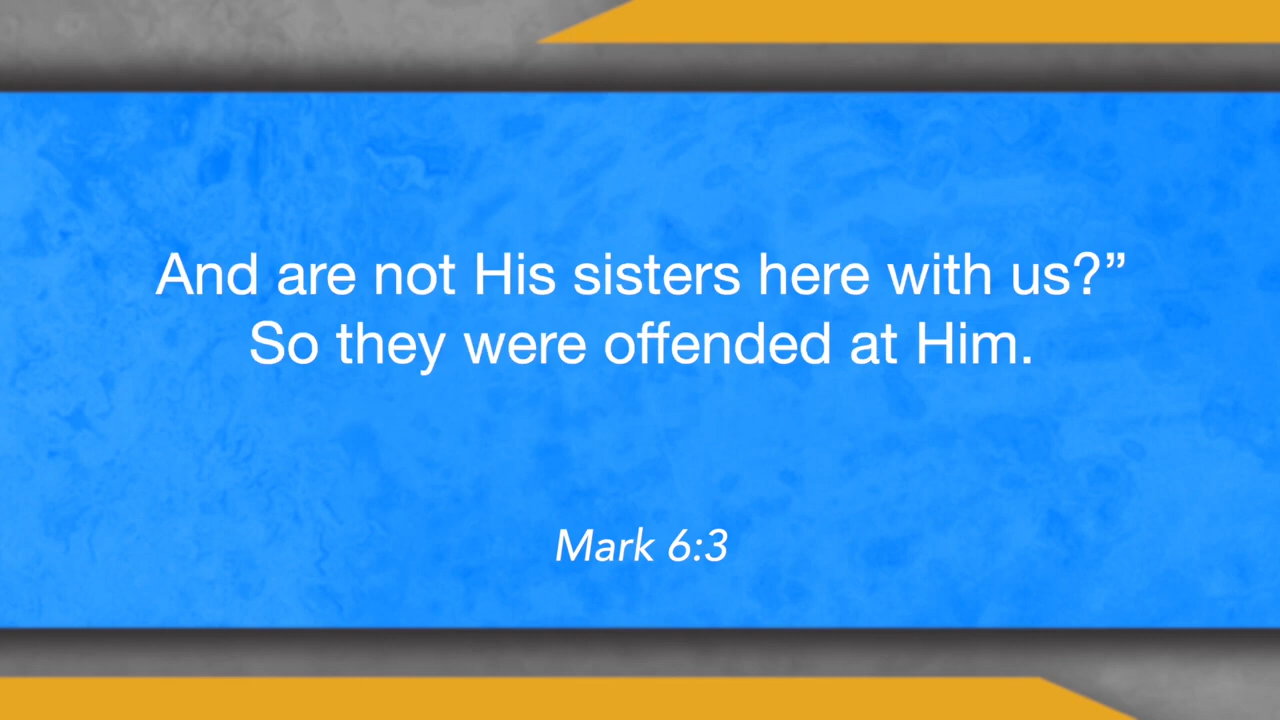 And are not His sisters here with us?”
So they were offended at Him.
Mark 6:3